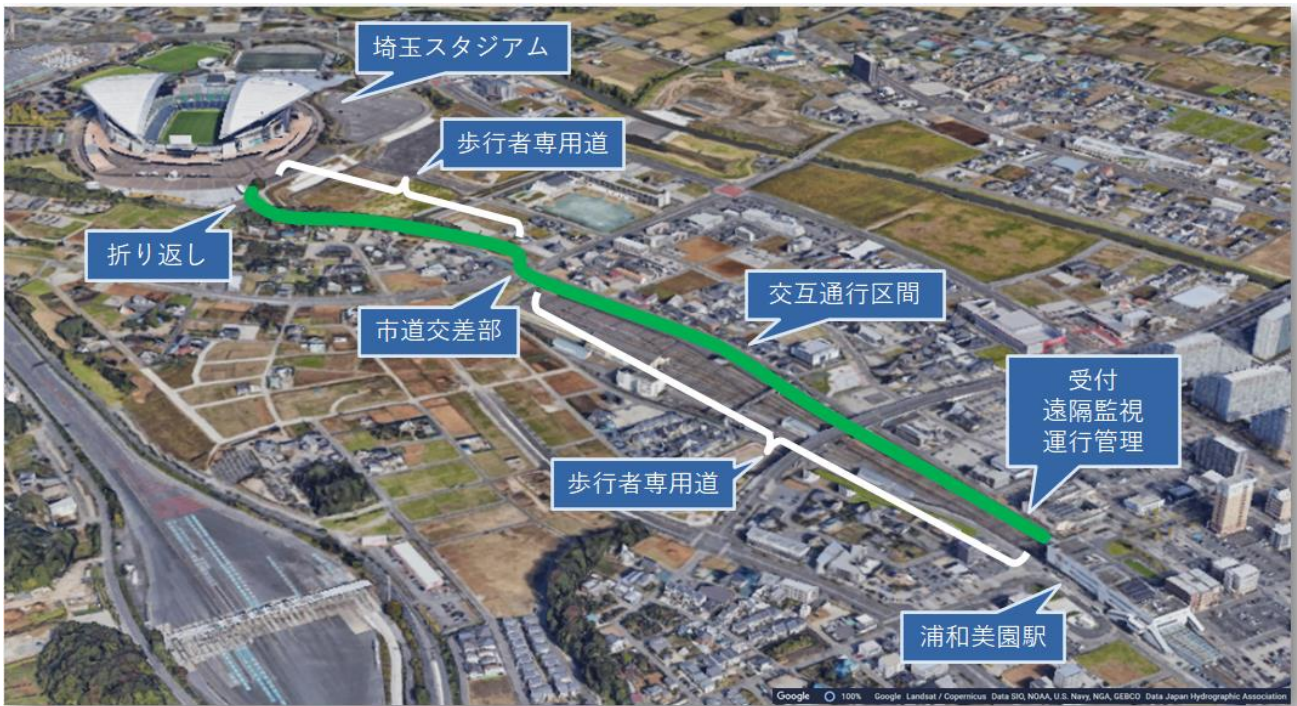 埼玉スタジアム
歩行者専用道
折り返し
市道交差部
交互通行区間
受付
遠隔監視
運行管理
歩行者専用道
浦和美園駅
Google 100% Google Landsat / Copernicus Data SIO, NOAA, U.S. Navy, NGA, GEBCO Data Japan Hydrographic Association